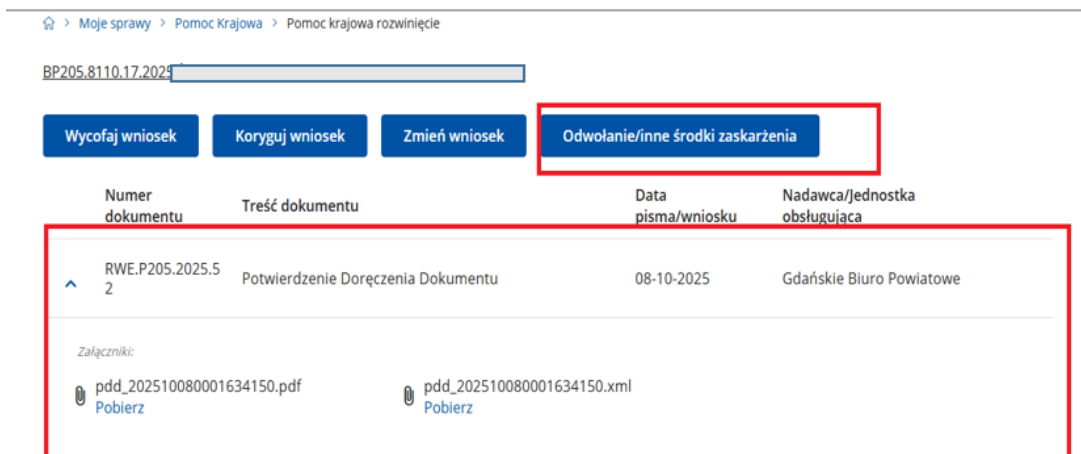 Moje sprawy > Pomoc Krajowa > Pomoc krajowa rozwinięcie
BP205.8110.17.2025
Wycofaj wniosek Koryguj wniosek Zmień wniosek Odwołanie/inne środki zaskarżenia
Numer dokumentu Treść dokumentu Data pisma/wniosku Nadawca/Jednostka obsługująca
RWE.P205.2025.5
2 Potwierdzenie Doręczenia Dokumentu 08-10-2025 Gdańskie Biuro Powiatowe
Załączniki:
pdd_202510080001634150.pdf pdd_202510080001634150.xml
Pobierz Pobierz